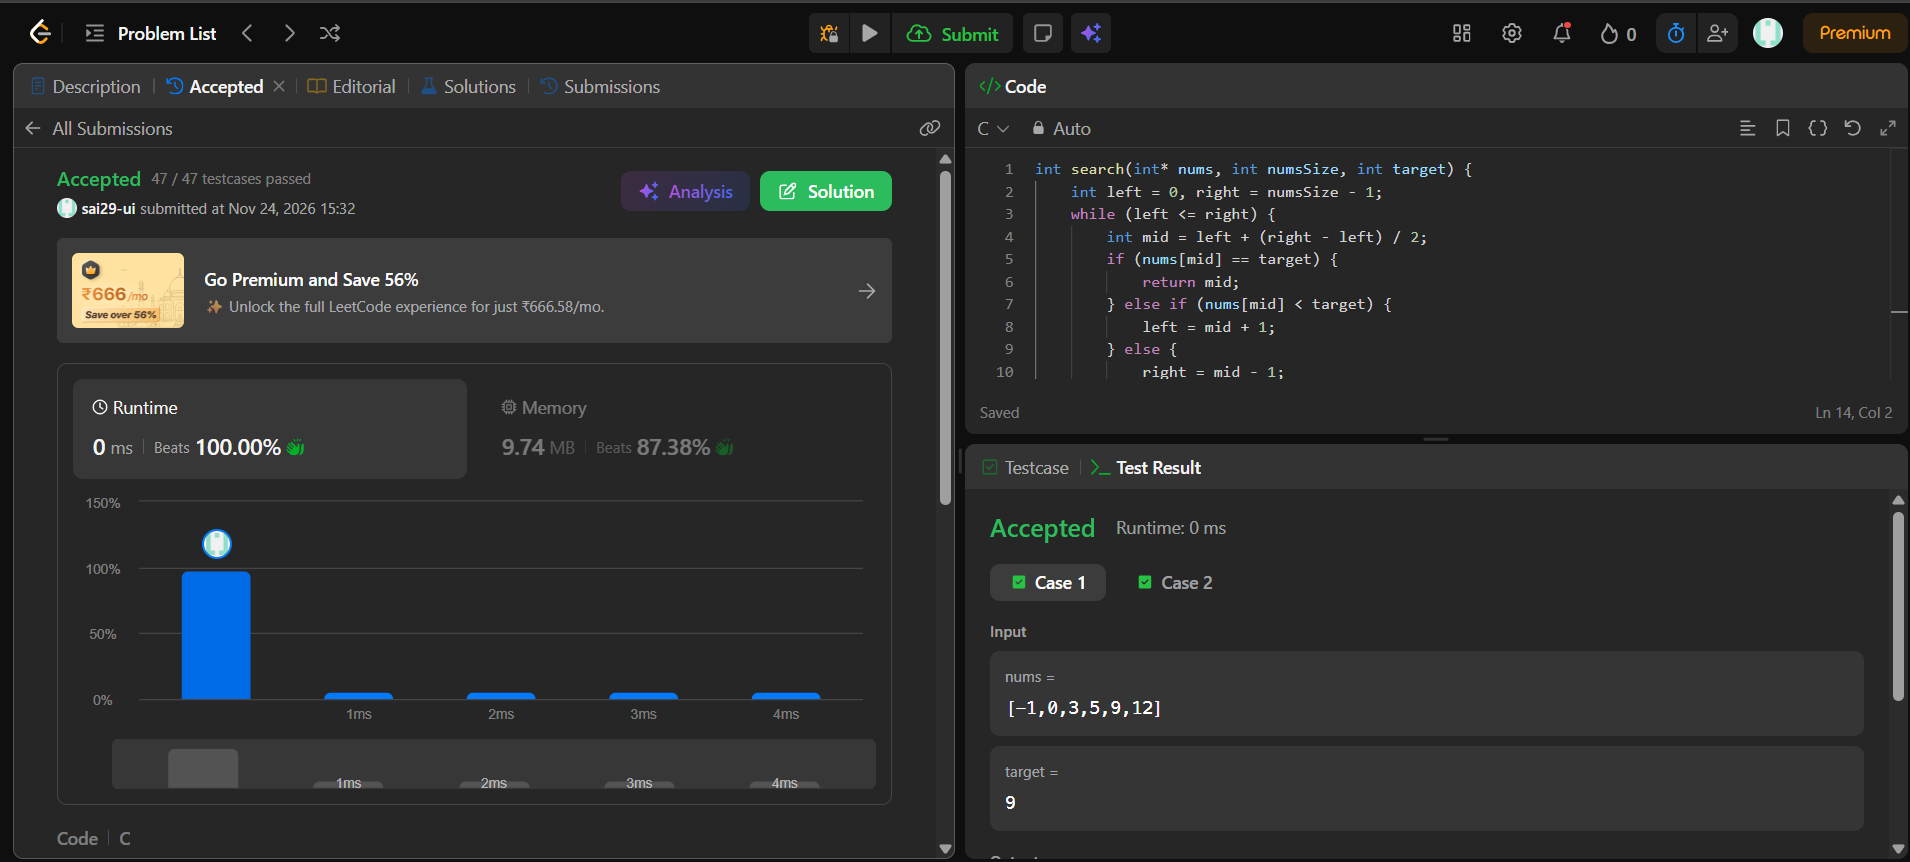 Problem List
Submit
0
Premium
Description
Accepted
Editorial
Solutions
Submissions
All Submissions
Accepted 47 / 47 testcases passed
sai29-ui submitted at Nov 24, 2026 15:32
Analysis
Solution
₹666/mo
Save over 56%
Go Premium and Save 56%
✨ Unlock the full LeetCode experience for just ₹666.58/mo.
Runtime
0 ms
Beats 100.00%
Memory
9.74 MB
Beats 87.38%
150%
100%
50%
0%
1ms
2ms
3ms
4ms
1ms
2ms
3ms
4ms
Code
C
</> Code
C
Auto
1 int search(int* nums, int numsSize, int target) {
2     int left = 0, right = numsSize - 1;
3     while (left <= right) {
4         int mid = left + (right - left) / 2;
5         if (nums[mid] == target) {
6             return mid;
7         } else if (nums[mid] < target) {
8             left = mid + 1;
9         } else {
10             right = mid - 1;
Saved
Ln 14, Col 2
Testcase
Test Result
Accepted
Runtime: 0 ms
Case 1
Case 2
Input
nums =
[-1,0,3,5,9,12]
target =
9